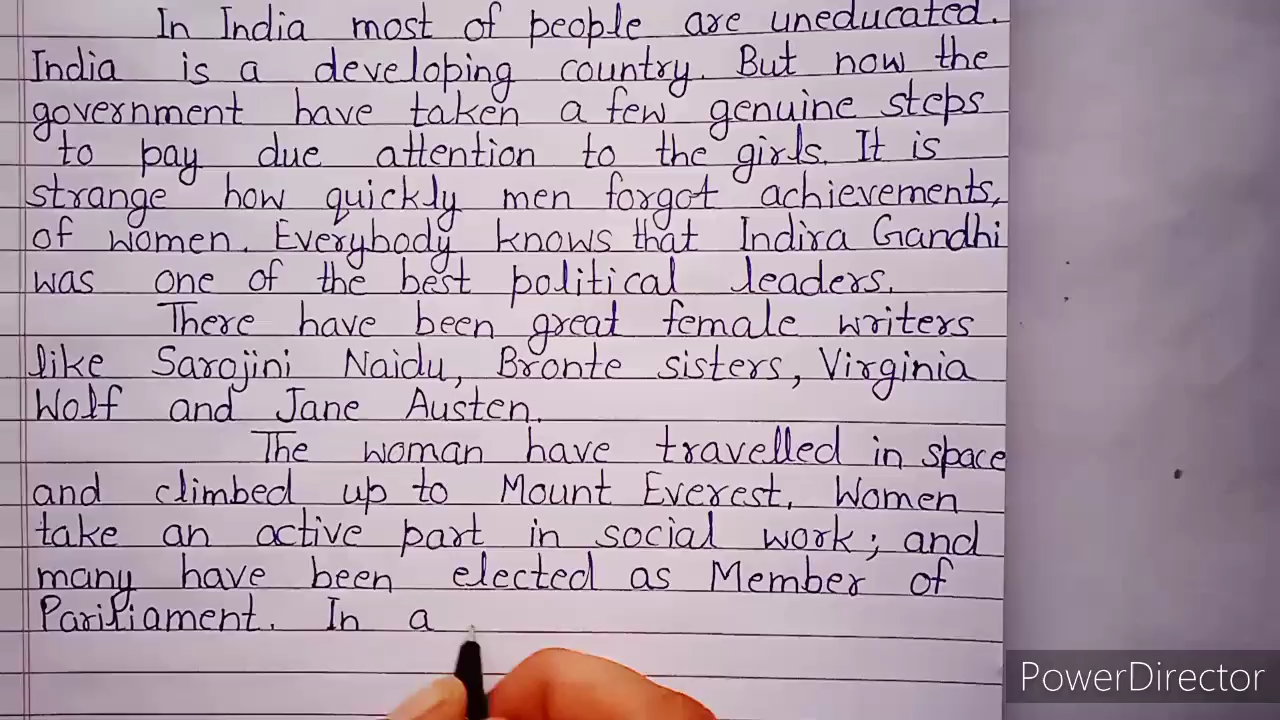 In India most of people are uneducated.
India is a developing country. But now the
government have taken a few genuine steps
to pay due attention to the girls. It is
strange how quickly men forgot achievements,
of women. Everybody knows that Indira Gandhi
was one of the best political leaders.
There have been great female writers
like Sarojini Naidu, Bronte sisters, Virginia
Wolf and Jane Austen.
The woman have travelled in space
and climbed up to Mount Everest. Women
take an active part in social work; and
many have been elected as Member of
Pariliament. In a
PowerDirector